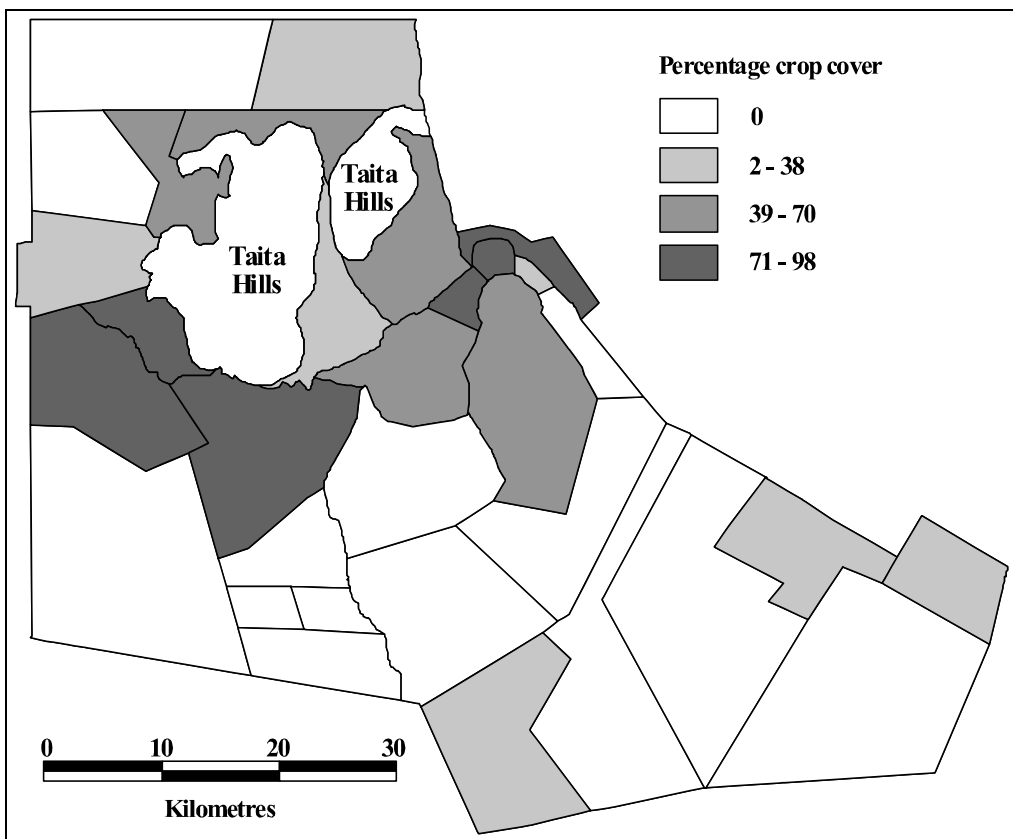 Percentage crop cover
0
2 - 38
39 - 70
71 - 98
Taita
Hills
Taita
Hills
0 10 20 30
Kilometres